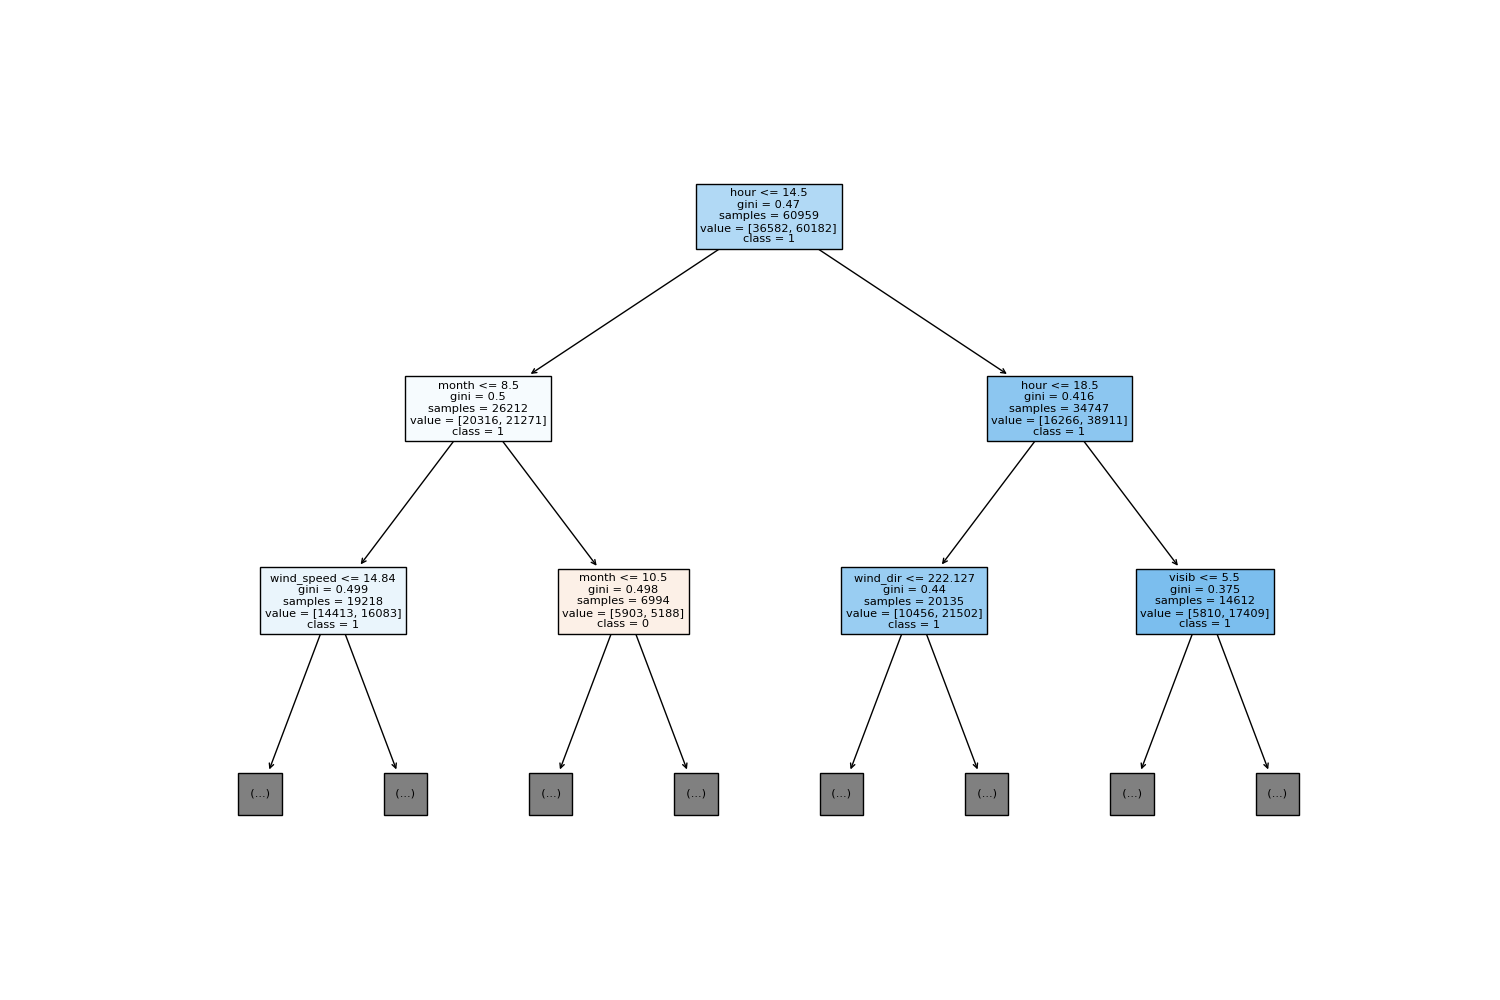 hour <= 14.5
gini = 0.47
samples = 60959
value = [36582, 60182]
class = 1
month <= 8.5
gini = 0.5
samples = 26212
value = [20316, 21271]
class = 1
hour <= 18.5
gini = 0.416
samples = 34747
value = [16266, 38911]
class = 1
wind_speed <= 14.84
gini = 0.499
samples = 19218
value = [14413, 16083]
class = 1
month <= 10.5
gini = 0.498
samples = 6994
value = [5903, 5188]
class = 0
wind_dir <= 222.127
gini = 0.44
samples = 20135
value = [10456, 21502]
class = 1
visib <= 5.5
gini = 0.375
samples = 14612
value = [5810, 17409]
class = 1
(...)
(...)
(...)
(...)
(...)
(...)
(...)
(...)